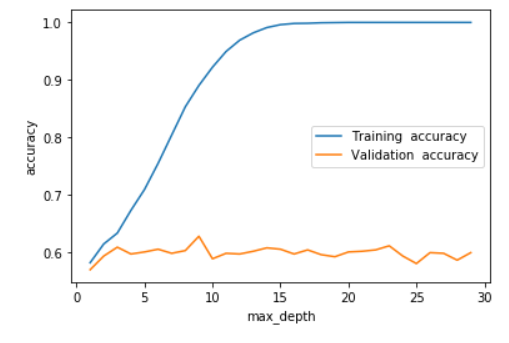 1.0
0.9
0.8
0.7
0.6
accuracy
Training accuracy
Validation accuracy
0 5 10 15 20 25 30
max_depth